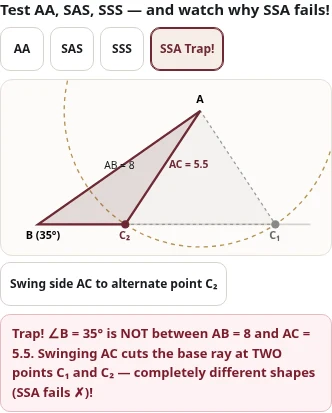 Test AA, SAS, SSS — and watch why SSA fails!
AA SAS SSS SSA Trap!
A
AB = 8 AC = 5.5
B (35°) C₂ C₁
Swing side AC to alternate point C₂
Trap! ∠B = 35° is NOT between AB = 8 and AC =
5.5. Swinging AC cuts the base ray at TWO
points C₁ and C₂ — completely different shapes
(SSA fails ✗)!